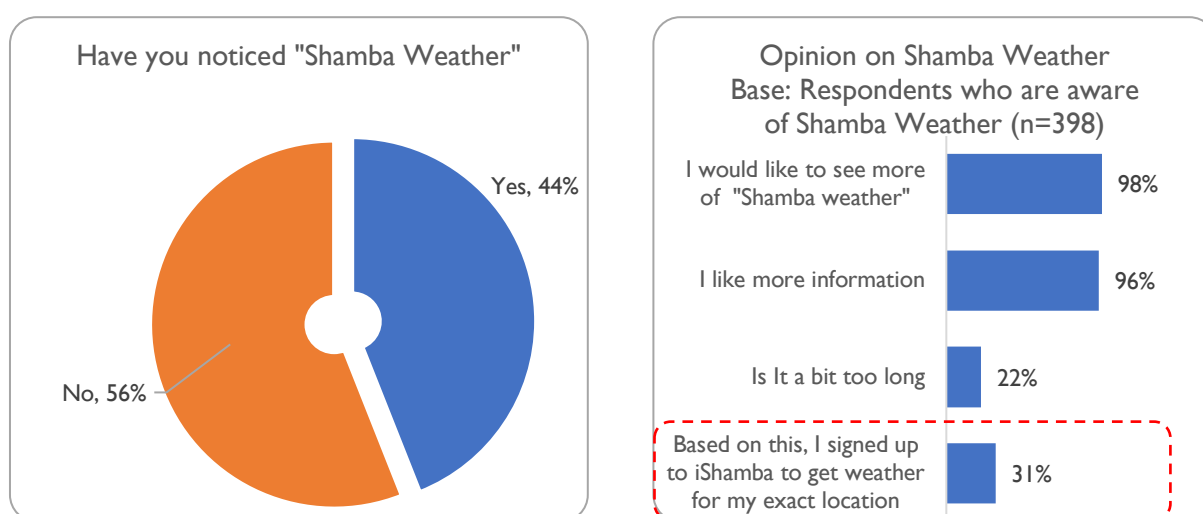 Have you noticed "Shamba Weather"
Yes, 44%
No, 56%
Opinion on Shamba Weather
Base: Respondents who are aware
of Shamba Weather (n=398)
I would like to see more
of "Shamba weather"
98%
I like more information
96%
Is It a bit too long
22%
Based on this, I signed up
to iShamba to get weather
for my exact location
31%